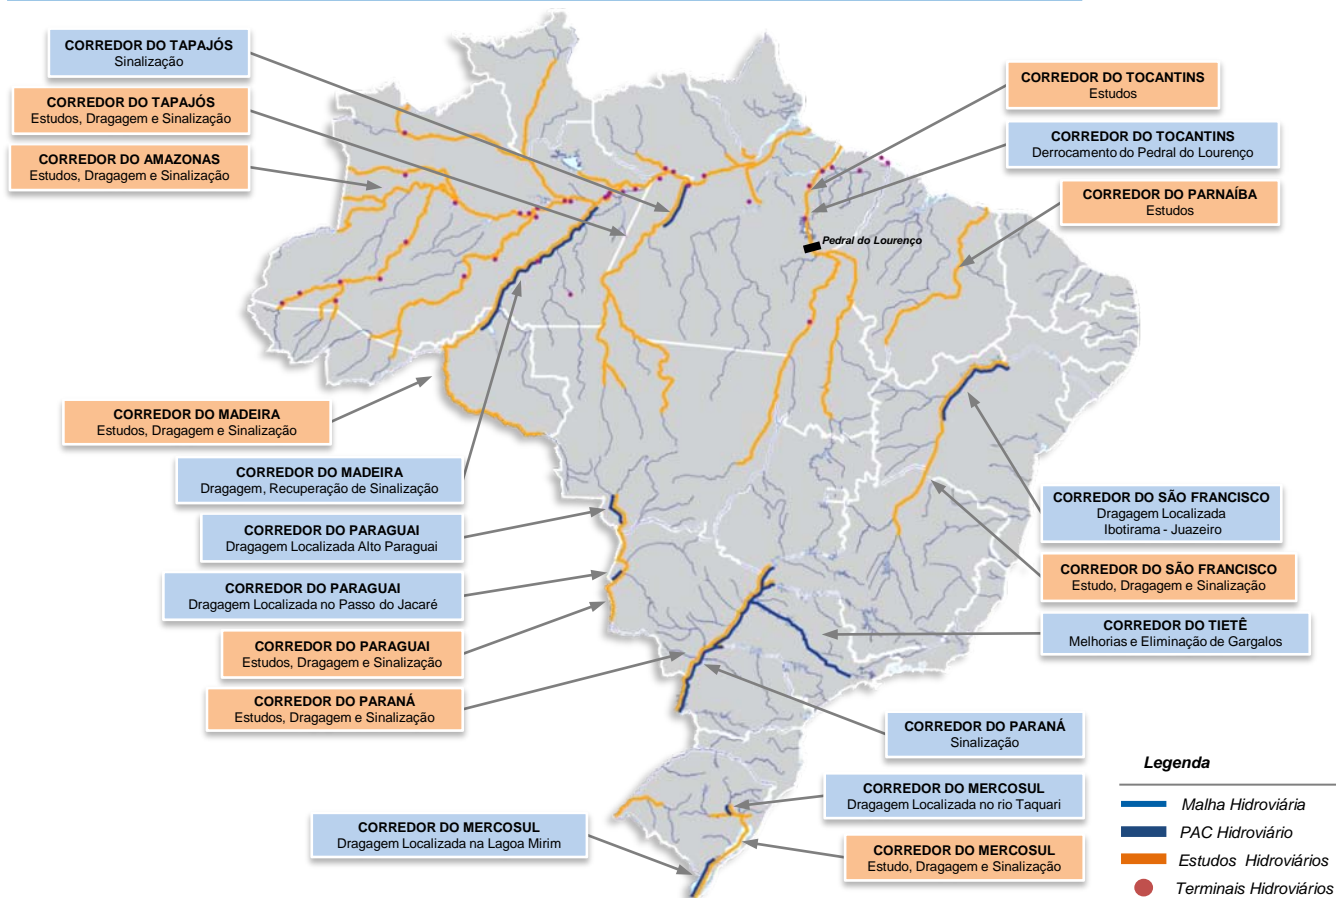 CORREDOR DO TAPAJÓS
Sinalização
CORREDOR DO TAPAJÓS
Estudos, Dragagem e Sinalização
CORREDOR DO AMAZONAS
Estudos, Dragagem e Sinalização
CORREDOR DO TOCANTINS
Estudos
CORREDOR DO TOCANTINS
Derrocamento do Pedral do Lourenço
CORREDOR DO PARNAÍBA
Estudos
Pedral do Lourenço
CORREDOR DO MADEIRA
Estudos, Dragagem e Sinalização
CORREDOR DO MADEIRA
Dragagem, Recuperação de Sinalização
CORREDOR DO PARAGUAI
Dragagem Localizada Alto Paraguai
CORREDOR DO PARAGUAI
Dragagem Localizada no Passo do Jacaré
CORREDOR DO PARAGUAI
Estudos, Dragagem e Sinalização
CORREDOR DO PARANÁ
Estudos, Dragagem e Sinalização
CORREDOR DO SÃO FRANCISCO
Dragagem Localizada
Ibotirama - Juazeiro
CORREDOR DO SÃO FRANCISCO
Estudo, Dragagem e Sinalização
CORREDOR DO TIETÊ
Melhorias e Eliminação de Gargalos
CORREDOR DO PARANÁ
Sinalização
CORREDOR DO MERCOSUL
Dragagem Localizada no rio Taquari
CORREDOR DO MERCOSUL
Dragagem Localizada na Lagoa Mirim
CORREDOR DO MERCOSUL
Estudo, Dragagem e Sinalização
Legenda
Malha Hidroviária
PAC Hidroviário
Estudos Hidroviários
Terminais Hidroviários